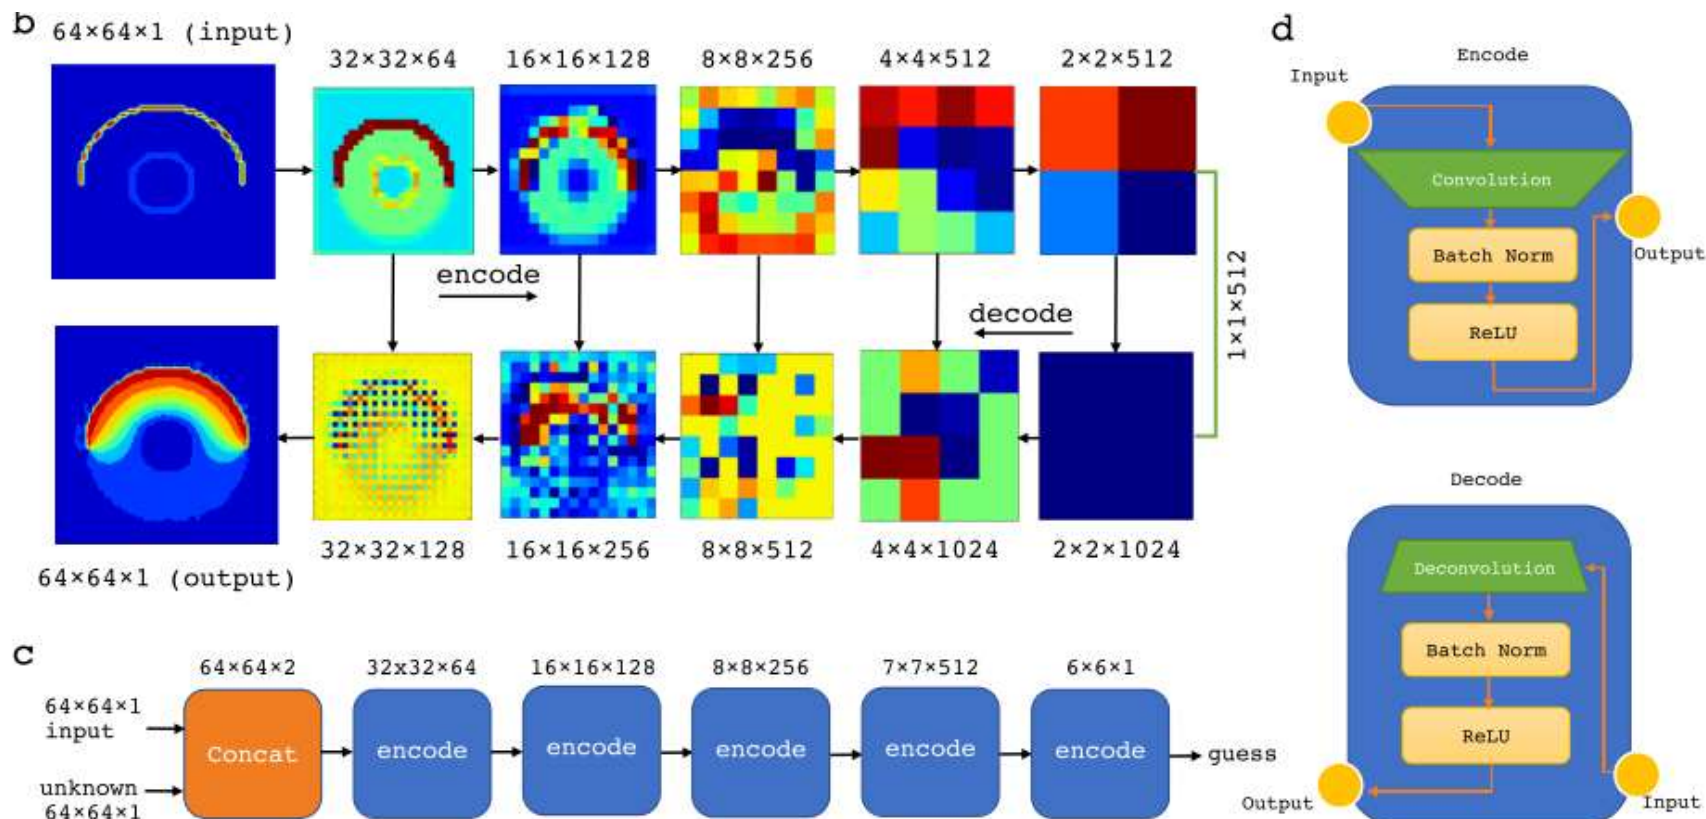 b
64×64×1 (input)
32×32×64
16×16×128
8×8×256
4×4×512
2×2×512
encode
decode
1×1×512
32×32×128
16×16×256
8×8×512
4×4×1024
2×2×1024
64×64×1 (output)
c
64×64×2
32x32×64
16×16×128
8×8×256
7×7×512
6×6×1
64×64×1
input
unknown
64×64×1
Concat
encode
encode
encode
encode
encode
guess
d
Encode
Input
Convolution
Batch Norm
ReLU
Output
Decode
Deconvolution
Batch Norm
ReLU
Output
Input